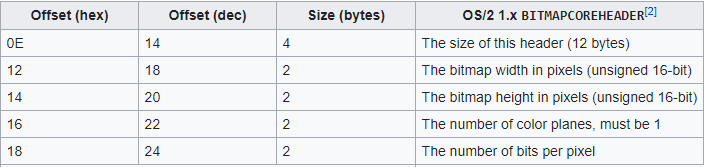 Offset (hex) Offset (dec) Size (bytes) OS/2 1.x BITMAPCOREHEADER[2]
0E 14 4 The size of this header (12 bytes)
12 18 2 The bitmap width in pixels (unsigned 16-bit)
14 20 2 The bitmap height in pixels (unsigned 16-bit)
16 22 2 The number of color planes, must be 1
18 24 2 The number of bits per pixel